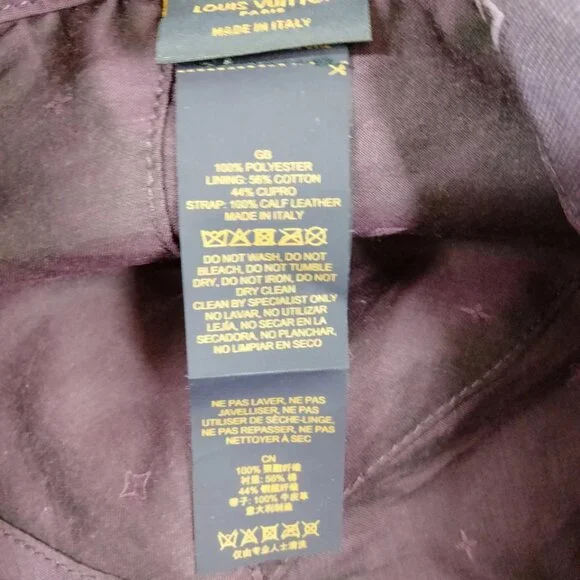 LOUIS VUITTON
PARIS
MADE IN ITALY
GB
100% POLYESTER
LINING: 56% COTTON
44% CUPRO
STRAP: 100% CALF LEATHER
MADE IN ITALY
DO NOT WASH, DO NOT
BLEACH, DO NOT TUMBLE
DRY, DO NOT IRON, DO NOT
DRY CLEAN
CLEAN BY SPECIALIST ONLY
NO LAVAR, NO UTILIZAR
LEJÍA, NO SECAR EN LA
SECADORA, NO PLANCHAR,
NO LIMPIAR EN SECO
NE PAS LAVER, NE PAS
JAVELLISER, NE PAS
UTILISER DE SÈCHE-LINGE,
NE PAS REPASSER, NE PAS
NETTOYER À SEC
CN
100% 聚酯纤维
衬里: 56% 棉
44% 铜氨纤维
带子: 100% 牛皮革
意大利制造
仅由专业人士清洗